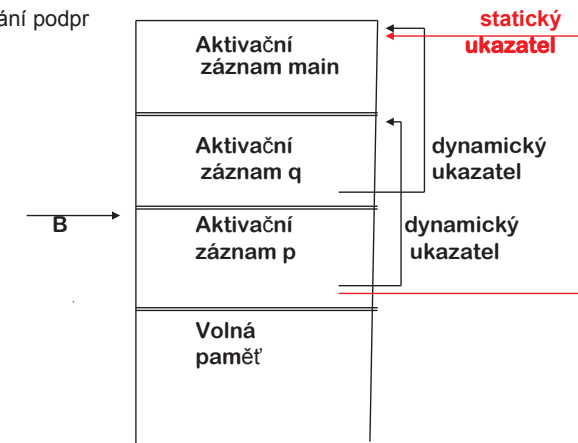 ání podpr
statický
ukazatel
Aktivační
záznam main
Aktivační
záznam q
dynamický
ukazatel
B
Aktivační
záznam p
dynamický
ukazatel
Volná
paměť